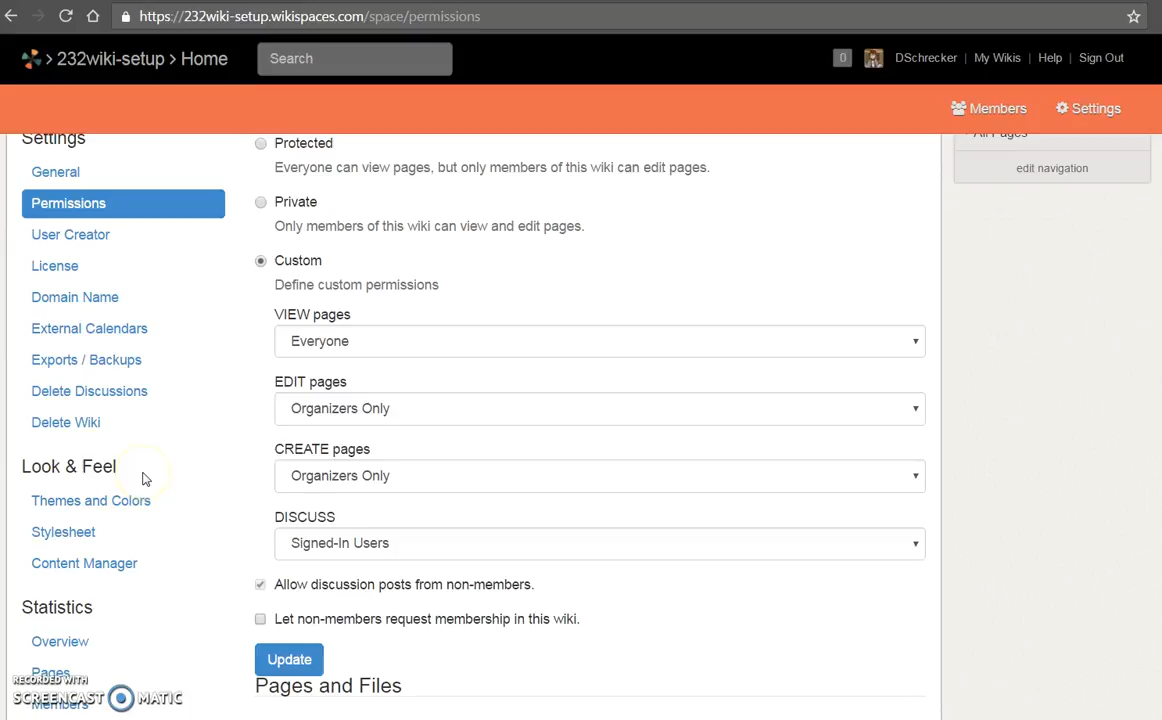 https://232wiki-setup.wikispaces.com/space/permissions
> 232wiki-setup > Home
Search
0
DSchrecker | My Wikis | Help | Sign Out
Members
Settings
Settings
General
Permissions
User Creator
License
Domain Name
External Calendars
Exports / Backups
Delete Discussions
Delete Wiki
Look & Feel
Themes and Colors
Stylesheet
Content Manager
Statistics
Overview
Pages
Members
Protected
Everyone can view pages, but only members of this wiki can edit pages.
Private
Only members of this wiki can view and edit pages.
Custom
Define custom permissions
VIEW pages
Everyone
EDIT pages
Organizers Only
CREATE pages
Organizers Only
DISCUSS
Signed-In Users
Allow discussion posts from non-members.
Let non-members request membership in this wiki.
Update
Pages and Files
All Pages
edit navigation
RECORDED WITH
SCREENCAST MATIC